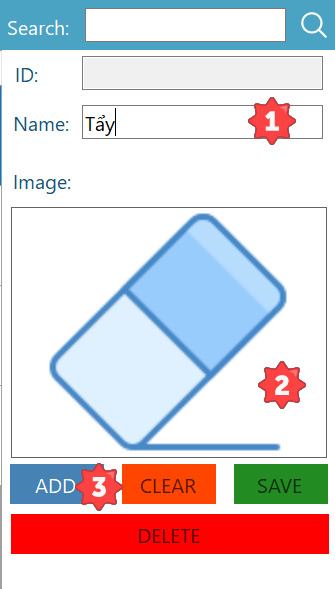 Search:
ID:
Name: Tẩy 1
Image:
2
ADD 3 CLEAR SAVE
DELETE